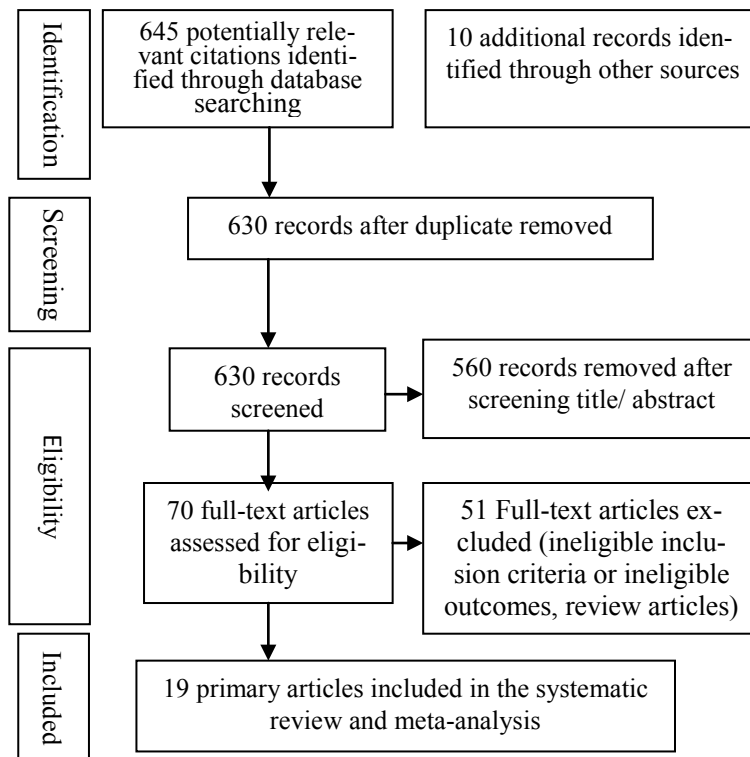 Identification
645 potentially rele-
vant citations identi-
fied through database
searching
10 additional records iden-
tified through other sources
Screening
630 records after duplicate removed
Eligibility
630 records
screened
560 records removed after
screening title/ abstract
70 full-text articles
assessed for eligi-
bility
51 Full-text articles ex-
cluded (ineligible inclu-
sion criteria or ineligible
outcomes, review articles)
Included
19 primary articles included in the systematic
review and meta-analysis